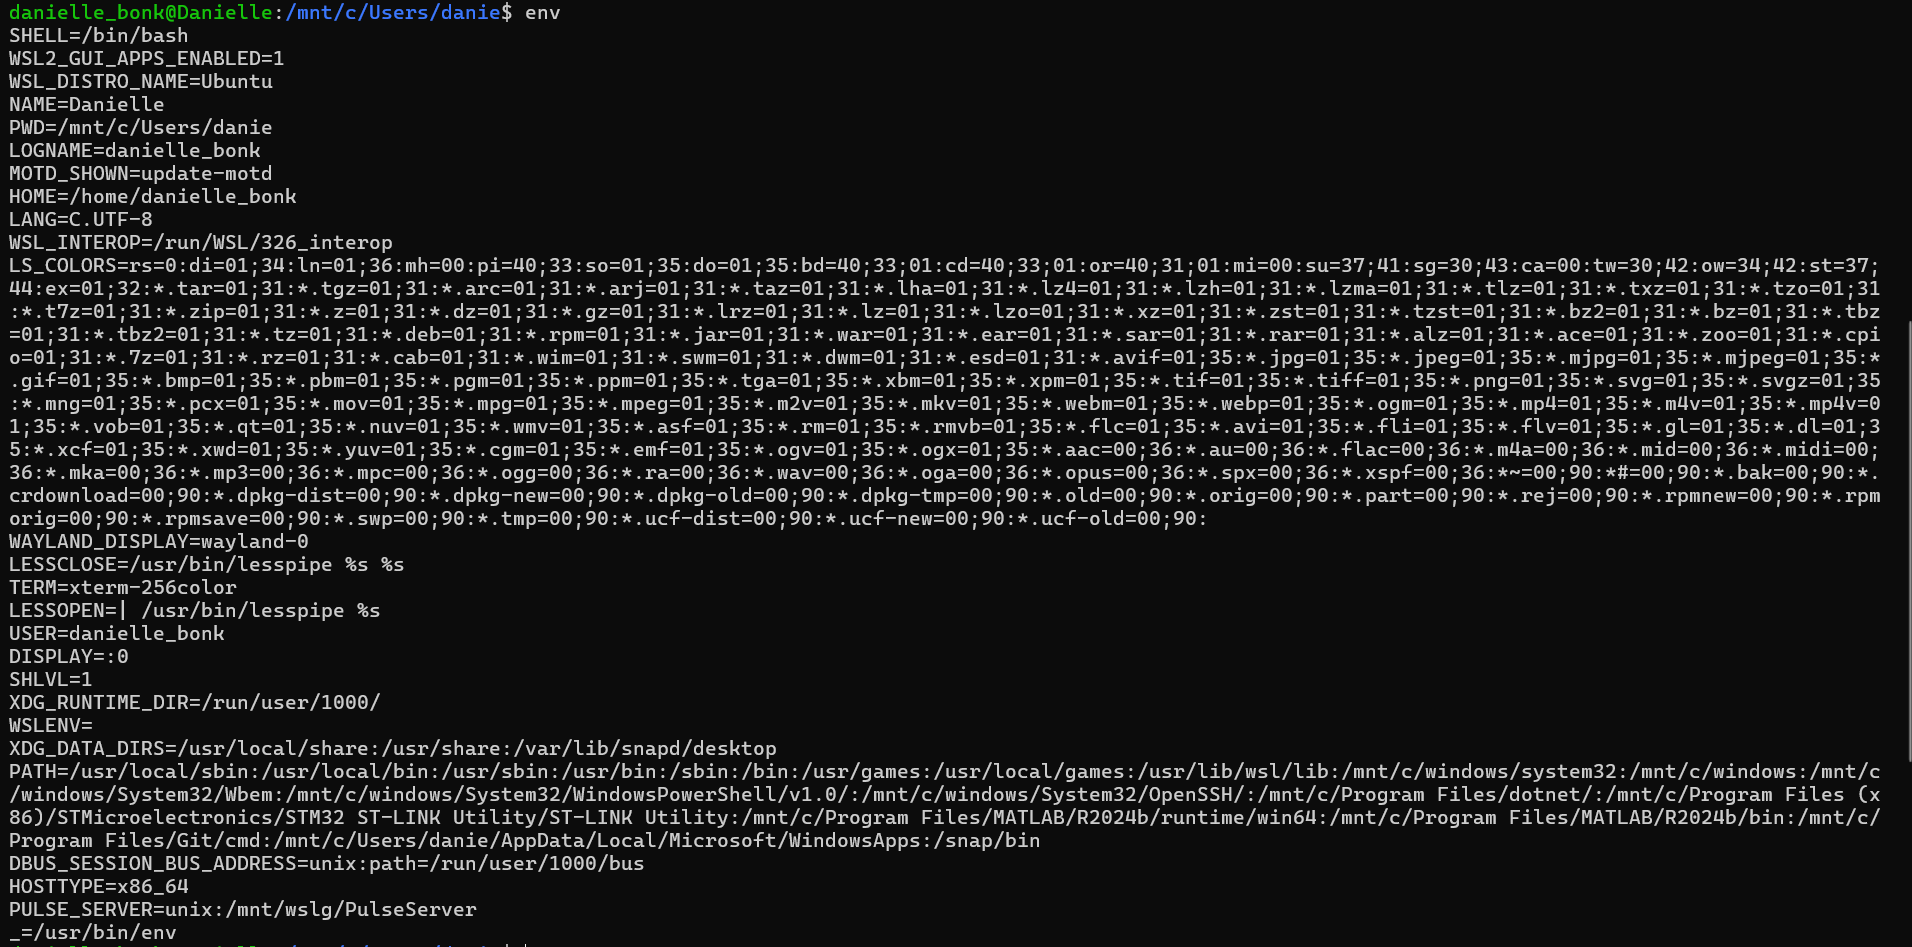 danielle_bonk@Danielle:/mnt/c/Users/danie$ env
SHELL=/bin/bash
WSL2_GUI_APPS_ENABLED=1
WSL_DISTRO_NAME=Ubuntu
NAME=Danielle
PWD=/mnt/c/Users/danie
LOGNAME=danielle_bonk
MOTD_SHOWN=update-motd
HOME=/home/danielle_bonk
LANG=C.UTF-8
WSL_INTEROP=/run/WSL/326_interop
LS_COLORS=rs=0:di=01;34:ln=01;36:mh=00:pi=40;33:so=01;35:do=01;35:bd=40;33;01:cd=40;33;01:or=40;31;01:mi=00:su=37;41:sg=30;43:ca=00:tw=30;42:ow=34;42:st=37;
44:ex=01;32:*.tar=01;31:*.tgz=01;31:*.arc=01;31:*.arj=01;31:*.taz=01;31:*.lha=01;31:*.lz4=01;31:*.lzh=01;31:*.lzma=01;31:*.tlz=01;31:*.txz=01;31:*.tzo=01;31
:*.t7z=01;31:*.zip=01;31:*.z=01;31:*.dz=01;31:*.gz=01;31:*.lrz=01;31:*.lz=01;31:*.lzo=01;31:*.xz=01;31:*.zst=01;31:*.tzst=01;31:*.bz2=01;31:*.bz=01;31:*.tbz
=01;31:*.tbz2=01;31:*.tz=01;31:*.deb=01;31:*.rpm=01;31:*.jar=01;31:*.war=01;31:*.ear=01;31:*.sar=01;31:*.rar=01;31:*.alz=01;31:*.ace=01;31:*.zoo=01;31:*.cpi
o=01;31:*.7z=01;31:*.rz=01;31:*.cab=01;31:*.wim=01;31:*.swm=01;31:*.dwm=01;31:*.esd=01;31:*.avif=01;35:*.jpg=01;35:*.jpeg=01;35:*.mjpg=01;35:*.mjpeg=01;35:*
.gif=01;35:*.bmp=01;35:*.pbm=01;35:*.pgm=01;35:*.ppm=01;35:*.tga=01;35:*.xbm=01;35:*.xpm=01;35:*.tif=01;35:*.tiff=01;35:*.png=01;35:*.svg=01;35:*.svgz=01;35
:*.mng=01;35:*.pcx=01;35:*.mov=01;35:*.mpg=01;35:*.mpeg=01;35:*.m2v=01;35:*.mkv=01;35:*.webm=01;35:*.webp=01;35:*.ogm=01;35:*.mp4=01;35:*.m4v=01;35:*.mp4v=0
1;35:*.vob=01;35:*.qt=01;35:*.nuv=01;35:*.wmv=01;35:*.asf=01;35:*.rm=01;35:*.rmvb=01;35:*.flc=01;35:*.avi=01;35:*.fli=01;35:*.flv=01;35:*.gl=01;35:*.dl=01;3
5:*.xcf=01;35:*.xwd=01;35:*.yuv=01;35:*.cgm=01;35:*.emf=01;35:*.ogv=01;35:*.ogx=01;35:*.aac=00;36:*.au=00;36:*.flac=00;36:*.m4a=00;36:*.mid=00;36:*.midi=00;
36:*.mka=00;36:*.mp3=00;36:*.mpc=00;36:*.ogg=00;36:*.ra=00;36:*.wav=00;36:*.oga=00;36:*.opus=00;36:*.spx=00;36:*.xspf=00;36:*~=00;90:*#=00;90:*.bak=00;90:*.
crdownload=00;90:*.dpkg-dist=00;90:*.dpkg-new=00;90:*.dpkg-old=00;90:*.dpkg-tmp=00;90:*.old=00;90:*.orig=00;90:*.part=00;90:*.rej=00;90:*.rpmnew=00;90:*.rpm
orig=00;90:*.rpmsave=00;90:*.swp=00;90:*.tmp=00;90:*.ucf-dist=00;90:*.ucf-new=00;90:*.ucf-old=00;90:
WAYLAND_DISPLAY=wayland-0
LESSCLOSE=/usr/bin/lesspipe %s %s
TERM=xterm-256color
LESSOPEN=| /usr/bin/lesspipe %s
USER=danielle_bonk
DISPLAY=:0
SHLVL=1
XDG_RUNTIME_DIR=/run/user/1000/
WSLENV=
XDG_DATA_DIRS=/usr/local/share:/usr/share:/var/lib/snapd/desktop
PATH=/usr/local/sbin:/usr/local/bin:/usr/sbin:/usr/bin:/sbin:/bin:/usr/games:/usr/local/games:/usr/lib/wsl/lib:/mnt/c/windows/system32:/mnt/c/windows:/mnt/c
/windows/System32/Wbem:/mnt/c/windows/System32/WindowsPowerShell/v1.0/:/mnt/c/windows/System32/OpenSSH/:/mnt/c/Program Files/dotnet/:/mnt/c/Program Files (x
86)/STMicroelectronics/STM32 ST-LINK Utility/ST-LINK Utility:/mnt/c/Program Files/MATLAB/R2024b/runtime/win64:/mnt/c/Program Files/MATLAB/R2024b/bin:/mnt/c/
Program Files/Git/cmd:/mnt/c/Users/danie/AppData/Local/Microsoft/WindowsApps:/snap/bin
DBUS_SESSION_BUS_ADDRESS=unix:path=/run/user/1000/bus
HOSTTYPE=x86_64
PULSE_SERVER=unix:/mnt/wslg/PulseServer
_=/usr/bin/env